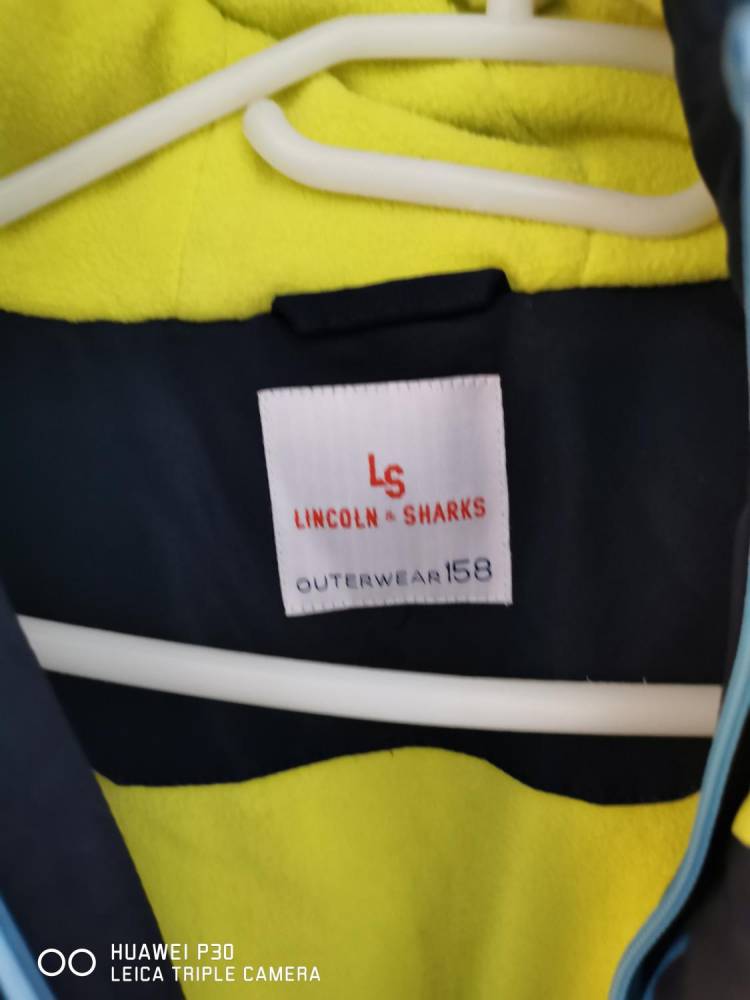 LS
LINCOLN & SHARKS
OUTERWEAR 158
HUAWEI P30
LEICA TRIPLE CAMERA